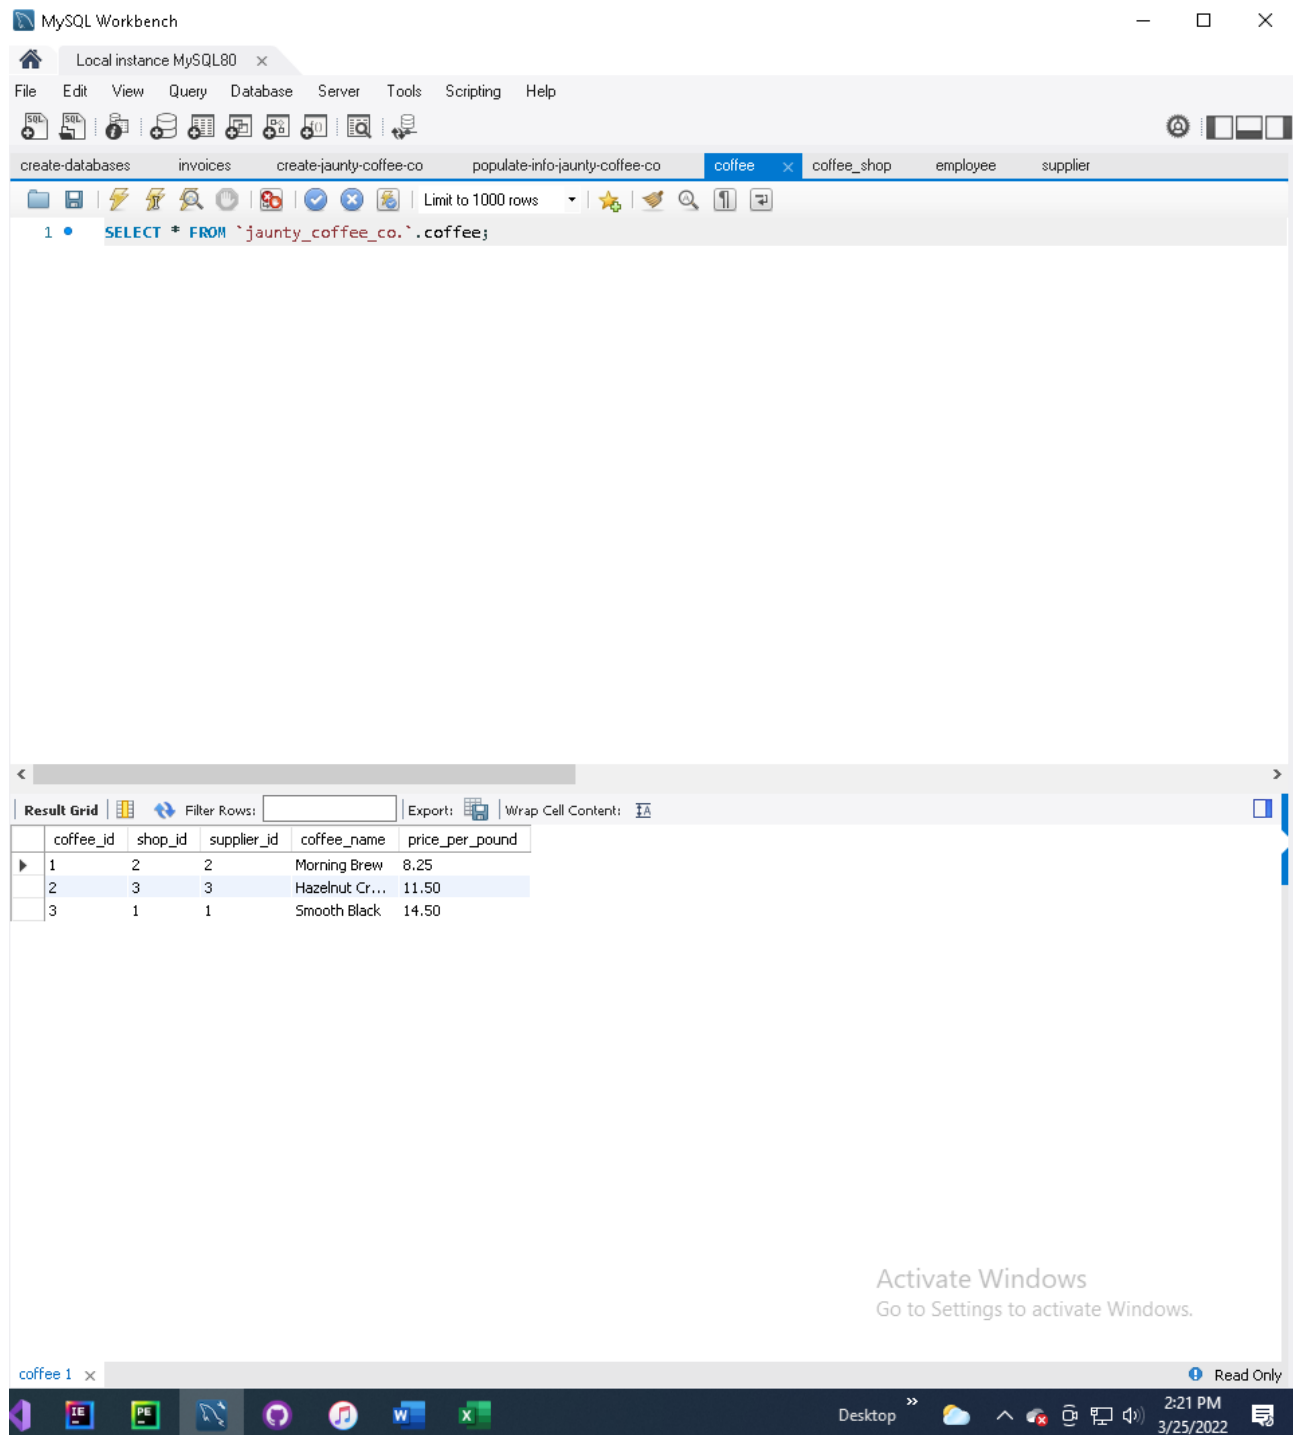 MySQL Workbench
Local instance MySQL80
File Edit View Query Database Server Tools Scripting Help
create-databases invoices create-jaunty-coffee-co populate-info-jaunty-coffee-co coffee coffee_shop employee supplier
Limit to 1000 rows
1 SELECT * FROM `jaunty_coffee_co.`.coffee;
Result Grid Filter Rows: Export: Wrap Cell Content:
coffee_id shop_id supplier_id coffee_name price_per_pound
1 2 2 Morning Brew 8.25
2 3 3 Hazelnut Cr... 11.50
3 1 1 Smooth Black 14.50
Activate Windows
Go to Settings to activate Windows.
coffee 1 Read Only
Desktop 2:21 PM
3/25/2022